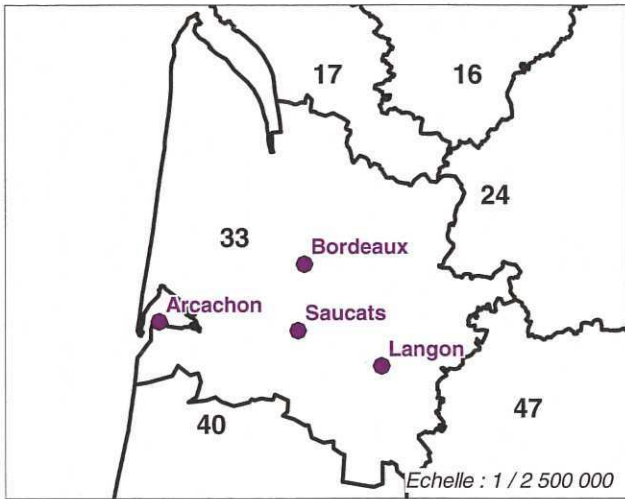 17
16
24
33
Bordeaux
Arcachon
Saucats
Langon
40
47
Echelle : 1 / 2 500 000